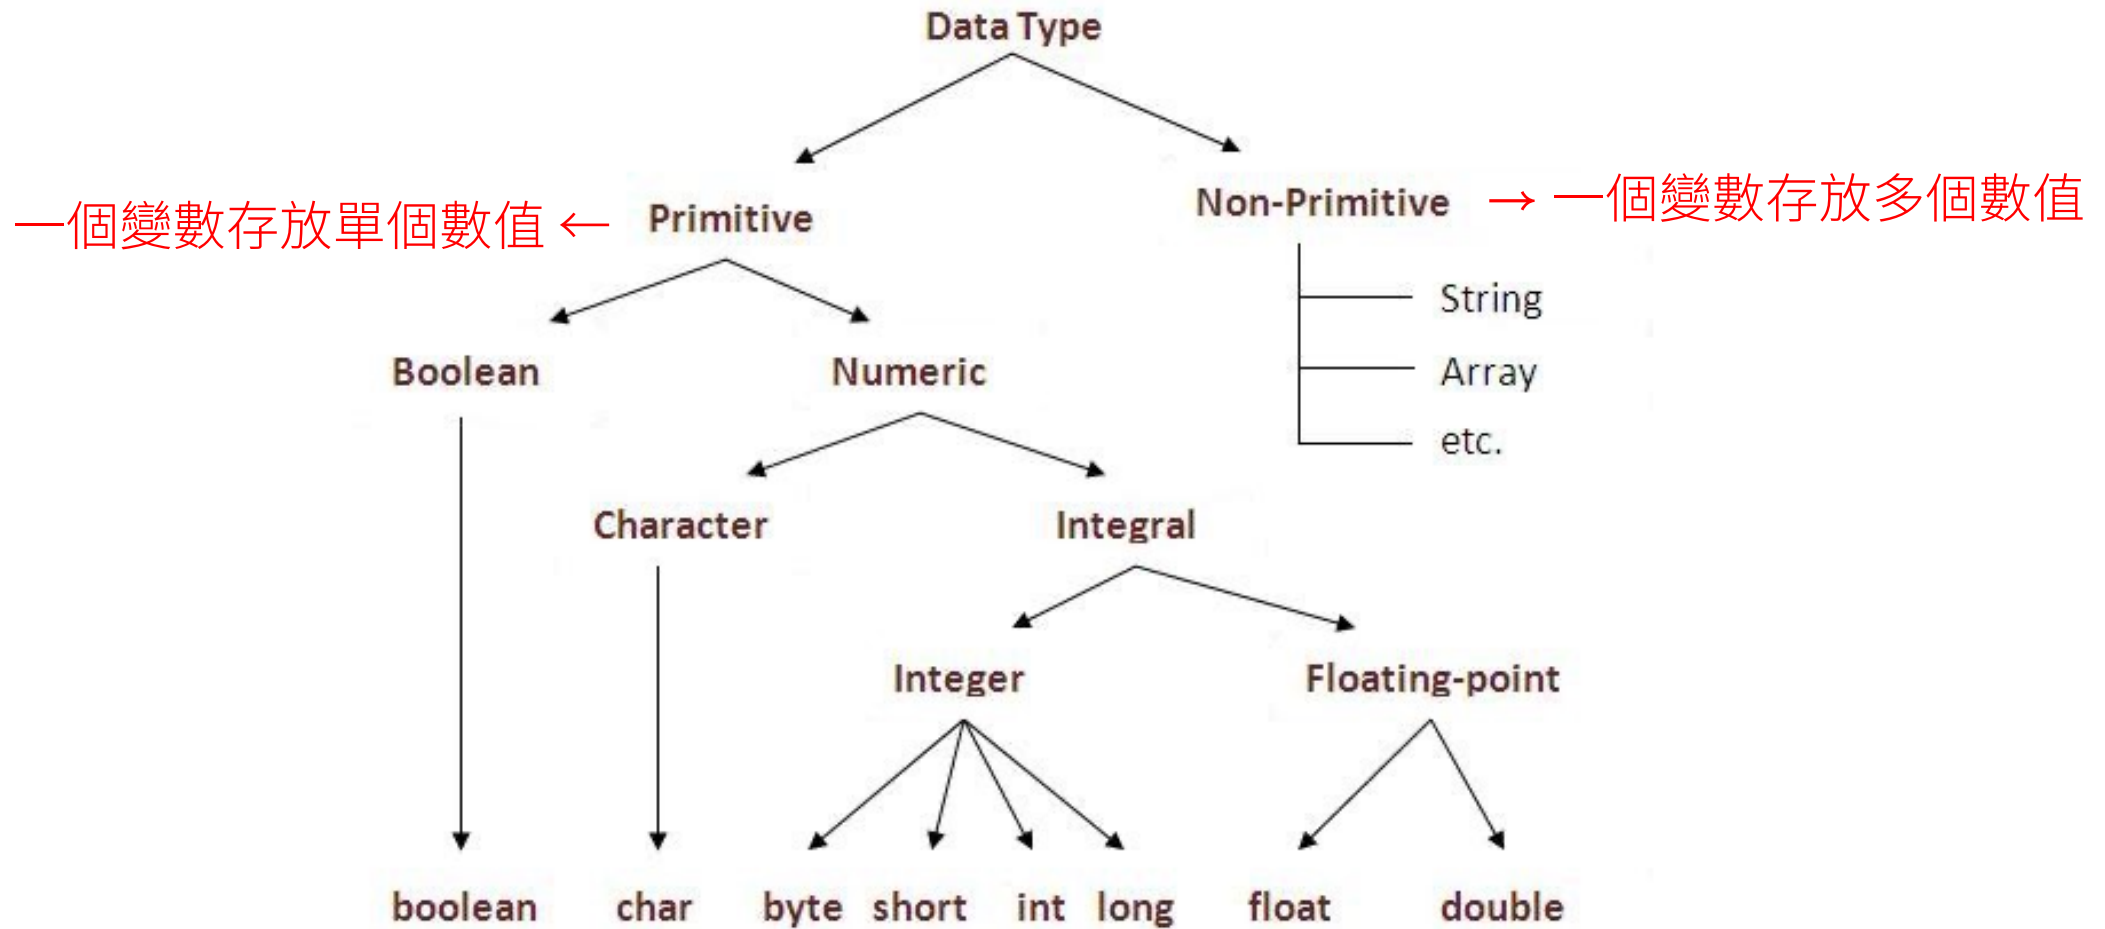 Data Type
一個變數存放單個數值 ← Primitive
Non-Primitive → 一個變數存放多個數值
String
Array
etc.
Boolean
Numeric
Character
Integral
Integer
Floating-point
boolean
char
byte
short
int
long
float
double